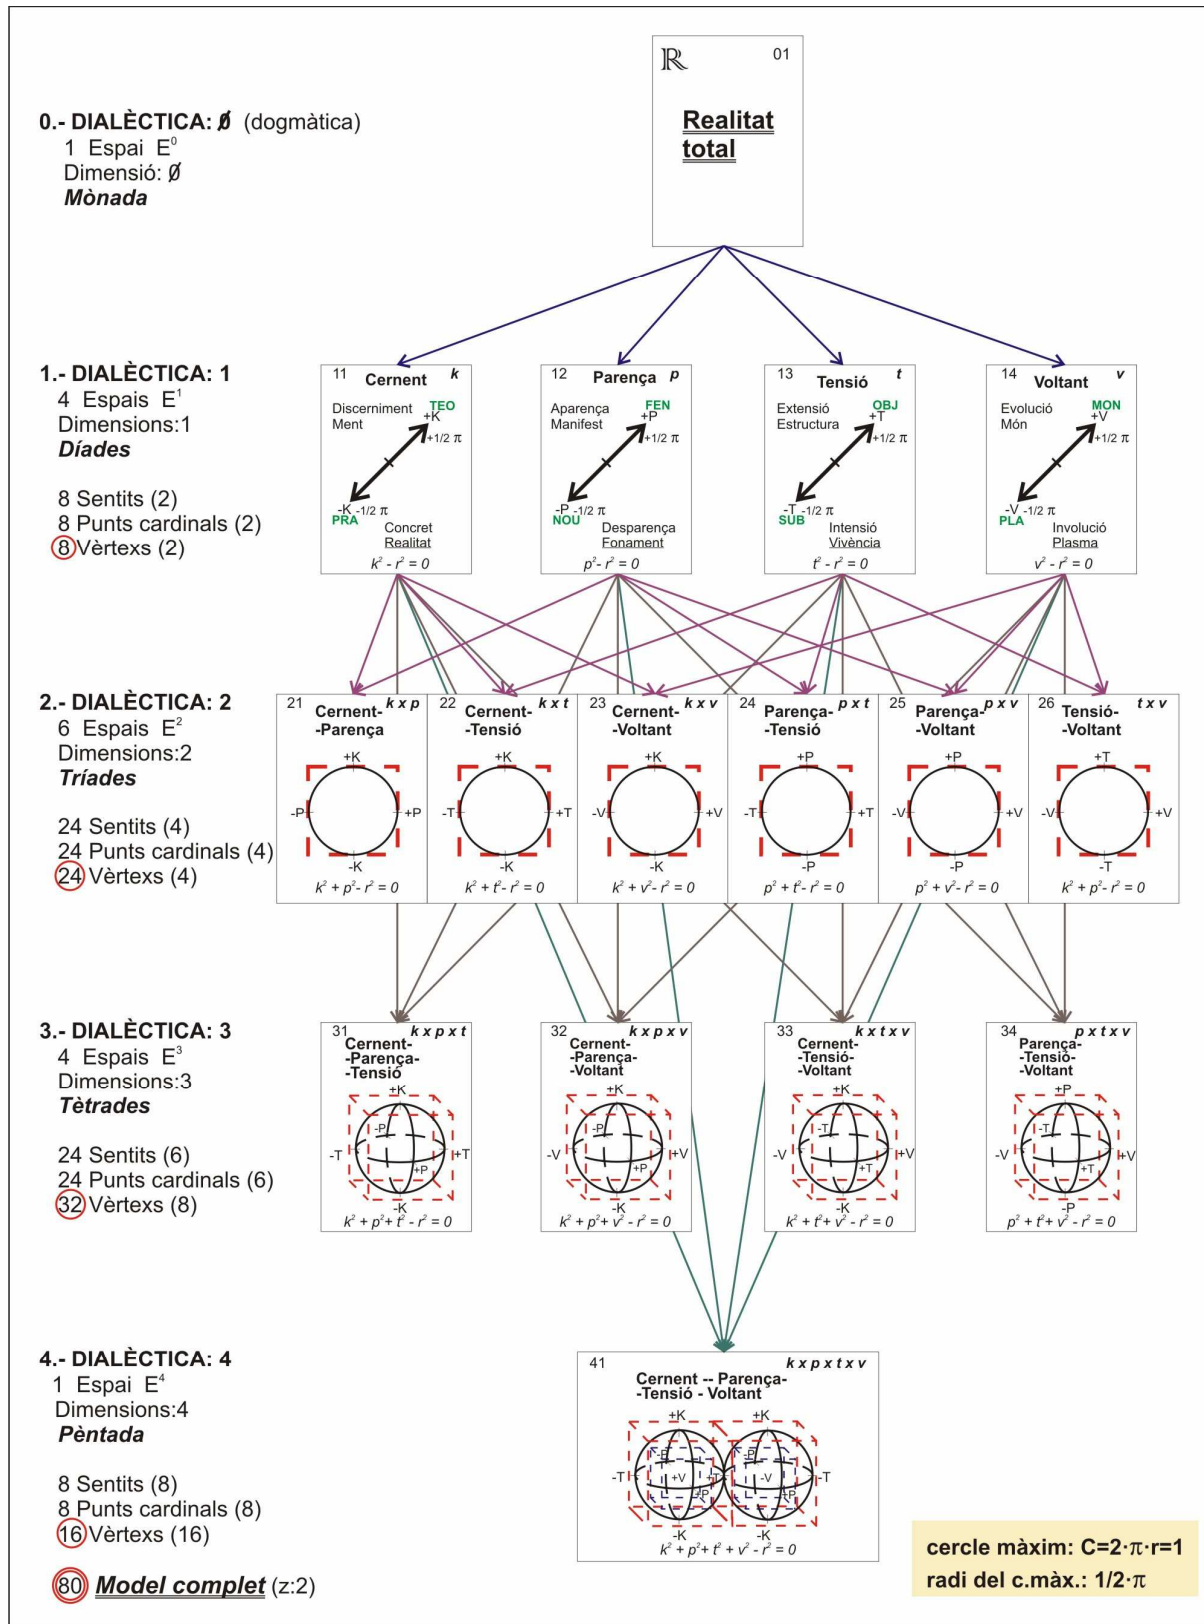 ℝ 01
Realitat
total
0.- DIALÈCTICA: Ø (dogmàtica)
1 Espai E⁰
Dimensió: Ø
Mònada
1.- DIALÈCTICA: 1
4 Espais E¹
Dimensions:1
Díades
8 Sentits (2)
8 Punts cardinals (2)
8 Vèrtexs (2)
11 Cernent k
Discerniment
Ment
TEO
+K
+1/2 π
-K -1/2 π
PRA
Concret
Realitat
k² - r² = 0
12 Parença p
Aparença
Manifest
FEN
+P
+1/2 π
-P -1/2 π
NOU
Desparença
Fonament
p² - r² = 0
13 Tensió t
Extensió
Estructura
OBJ
+T
+1/2 π
-T -1/2 π
SUB
Intensió
Vivència
t² - r² = 0
14 Voltant v
Evolució
Món
MON
+V
+1/2 π
-V -1/2 π
PLA
Involució
Plasma
v² - r² = 0
2.- DIALÈCTICA: 2
6 Espais E²
Dimensions:2
Tríades
24 Sentits (4)
24 Punts cardinals (4)
24 Vèrtexs (4)
21 k x p
Cernent-
-Parença
+K
-P +P
-K
k² + p² - r² = 0
22 k x t
Cernent-
-Tensió
+K
-T +T
-K
k² + t² - r² = 0
23 k x v
Cernent-
-Voltant
+K
-V +V
-K
k² + v² - r² = 0
24 p x t
Parença-
-Tensió
+P
-T +T
-P
p² + t² - r² = 0
25 p x v
Parença-
-Voltant
+P
-V +V
-P
p² + v² - r² = 0
26 t x v
Tensió-
-Voltant
+T
-V +V
-T
k² + p² - r² = 0
3.- DIALÈCTICA: 3
4 Espais E³
Dimensions:3
Tètrades
24 Sentits (6)
24 Punts cardinals (6)
32 Vèrtexs (8)
31 k x p x t
Cernent-
-Parença-
-Tensió
+K
-P
-T +T
+P
-K
k² + p² + t² - r² = 0
32 k x p x v
Cernent-
-Parença-
-Voltant
+K
-P
-V +V
+P
-K
k² + p² + v² - r² = 0
33 k x t x v
Cernent-
-Tensió-
-Voltant
+K
-T
-V +V
+T
-K
k² + t² + v² - r² = 0
34 p x t x v
Parença-
-Tensió-
-Voltant
+P
-T
-V +V
+T
-P
p² + t² + v² - r² = 0
4.- DIALÈCTICA: 4
1 Espai E⁴
Dimensions:4
Pèntada
8 Sentits (8)
8 Punts cardinals (8)
16 Vèrtexs (16)
80 Model complet (z:2)
41 k x p x t x v
Cernent -- Parença-
-Tensió - Voltant
+K +K
-P -P
-T +V +T -V -T
+P +P
-K -K
k² + p² + t² + v² - r² = 0
cercle màxim: C=2·π·r=1
radi del c.màx.: 1/2·π